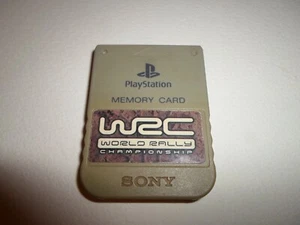 PlayStation
MEMORY CARD
WRC
WORLD RALLY
CHAMPIONSHIP
SONY